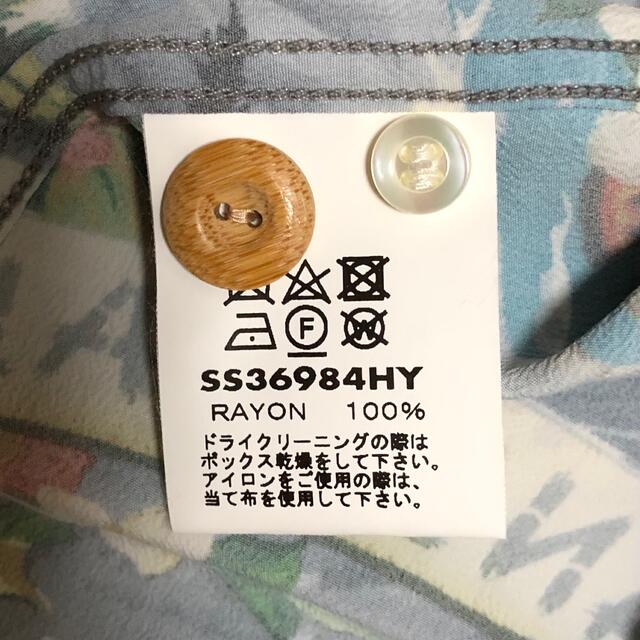 F W
SS36984HY
RAYON 100%
ドライクリーニングの際は
ボックス乾燥をして下さい。
アイロンをご使用の際は、
当て布を使用して下さい。